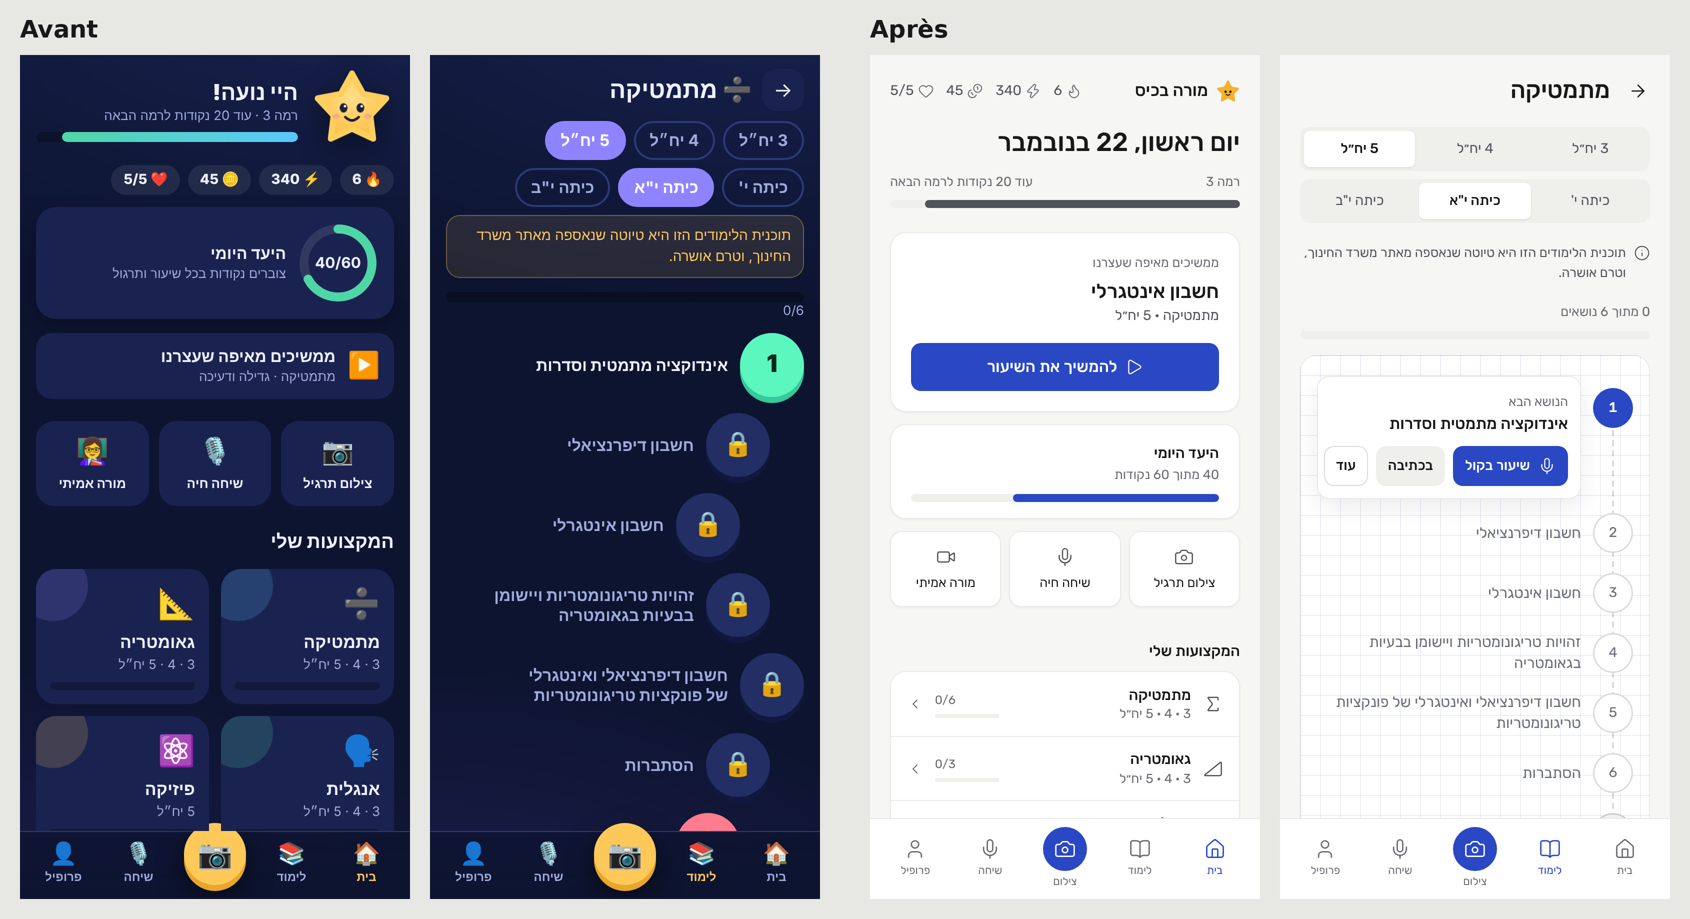 Avant
היי נועה!
רמה 3 · עוד 20 נקודות לרמה הבאה
6
340
45
5/5
40/60
היעד היומי
צוברים נקודות בכל שיעור ותרגול
ממשיכים מאיפה שעצרנו
מתמטיקה · גדילה ודעיכה
צילום תרגיל
שיחה חיה
מורה אמיתי
המקצועות שלי
מתמטיקה
3 · 4 · 5 יח״ל
גאומטריה
3 · 4 · 5 יח״ל
אנגלית
3 · 4 · 5 יח״ל
פיזיקה
5 יח״ל
בית
לימוד
שיחה
פרופיל
מתמטיקה
3 יח״ל
4 יח״ל
5 יח״ל
כיתה י'
כיתה י"א
כיתה י"ב
תוכנית הלימודים הזו היא טיוטה שנאספה מאתר משרד
החינוך, וטרם אושרה.
0/6
1
אינדוקציה מתמטית וסדרות
חשבון דיפרנציאלי
חשבון אינטגרלי
זהויות טריגונומטריות ויישומן
בבעיות בגאומטריה
חשבון דיפרנציאלי ואינטגרלי
של פונקציות טריגונומטריות
הסתברות
בית
לימוד
שיחה
פרופיל
Après
מורה בכיס
6
340
45
5/5
יום ראשון, 22 בנובמבר
רמה 3
עוד 20 נקודות לרמה הבאה
ממשיכים מאיפה שעצרנו
חשבון אינטגרלי
מתמטיקה • 5 יח״ל
להמשיך את השיעור
היעד היומי
40 מתוך 60 נקודות
צילום תרגיל
שיחה חיה
מורה אמיתי
המקצועות שלי
מתמטיקה
3 • 4 • 5 יח״ל
0/6
גאומטריה
3 • 4 • 5 יח״ל
0/3
בית
לימוד
צילום
שיחה
פרופיל
מתמטיקה
3 יח״ל
4 יח״ל
5 יח״ל
כיתה י'
כיתה י"א
כיתה י"ב
תוכנית הלימודים הזו היא טיוטה שנאספה מאתר משרד החינוך,
וטרם אושרה.
0 מתוך 6 נושאים
1
הנושא הבא
אינדוקציה מתמטית וסדרות
שיעור בקול
בכתיבה
עוד
2
חשבון דיפרנציאלי
3
חשבון אינטגרלי
4
זהויות טריגונומטריות ויישומן בבעיות
בגאומטריה
5
חשבון דיפרנציאלי ואינטגרלי של פונקציות
טריגונומטריות
6
הסתברות
בית
לימוד
צילום
שיחה
פרופיל